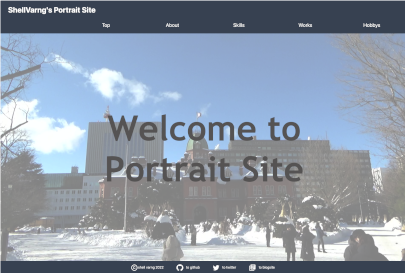 ShellVarng's Portrait Site
Top About Skills Works Hobbys
Welcome to
Portrait Site
©shell varng 2022 to github to twitter to blogsite